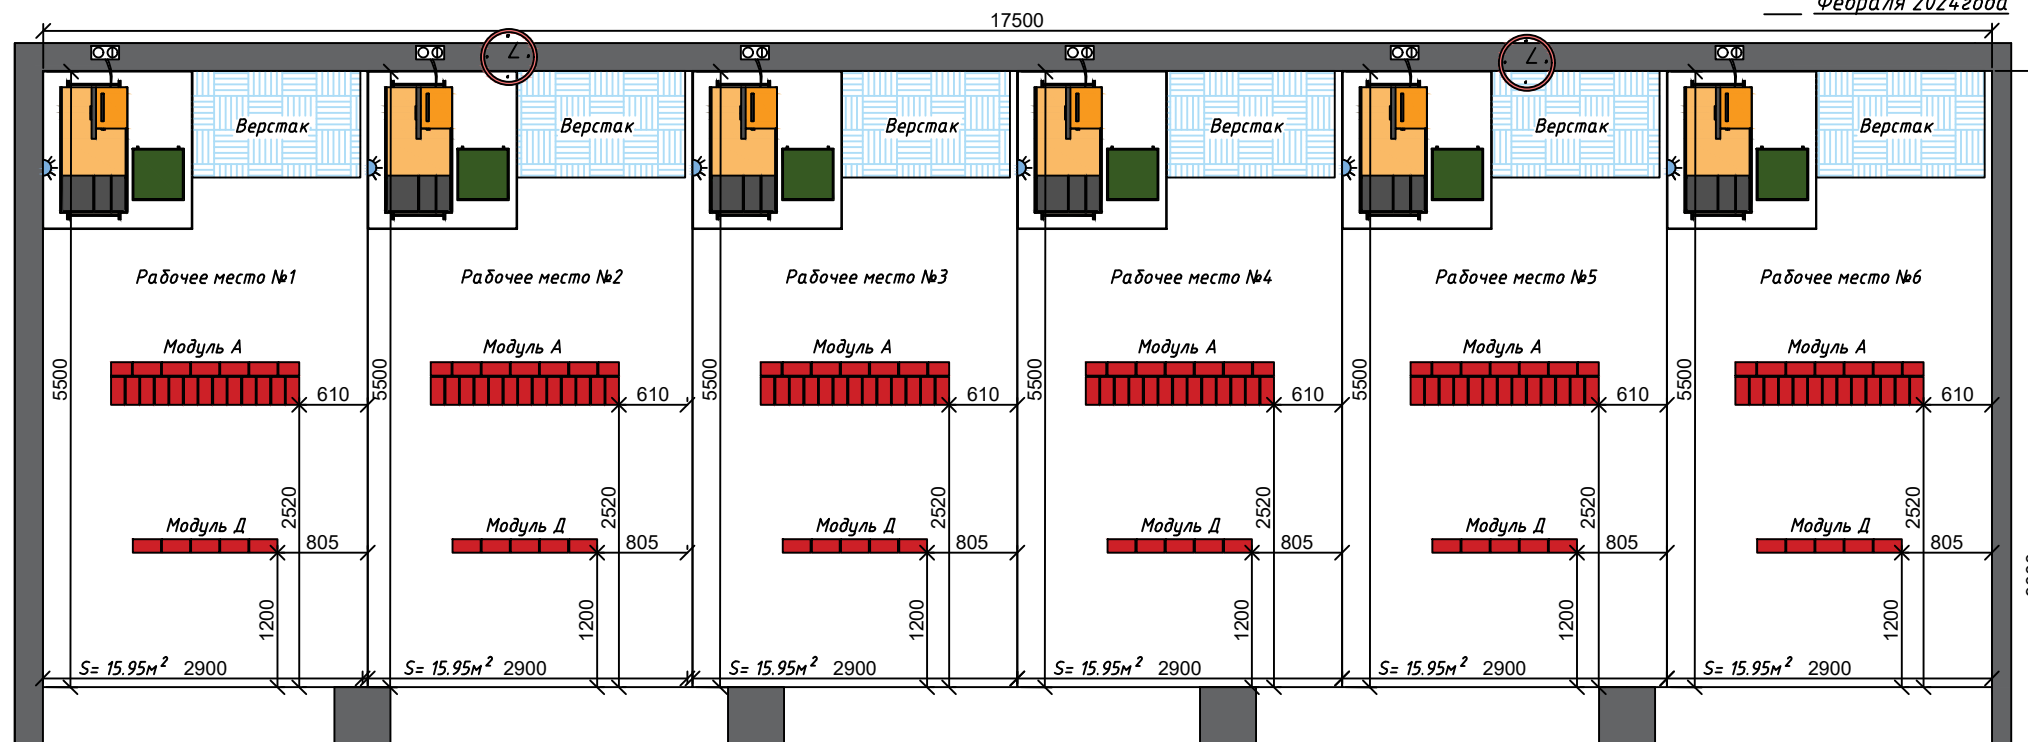 Февраля 2024года
17500
Верстак Верстак Верстак Верстак Верстак Верстак
Рабочее место №1 Рабочее место №2 Рабочее место №3 Рабочее место №4 Рабочее место №5 Рабочее место №6
Модуль А Модуль А Модуль А Модуль А Модуль А Модуль А
5500 5500 5500 5500 5500 5500
610 610 610 610 610 610
2520 2520 2520 2520 2520 2520
Модуль Д Модуль Д Модуль Д Модуль Д Модуль Д Модуль Д
805 805 805 805 805 805
1200 1200 1200 1200 1200 1200
S= 15.95м² 2900 S= 15.95м² 2900 S= 15.95м² 2900 S= 15.95м² 2900 S= 15.95м² 2900 S= 15.95м² 2900